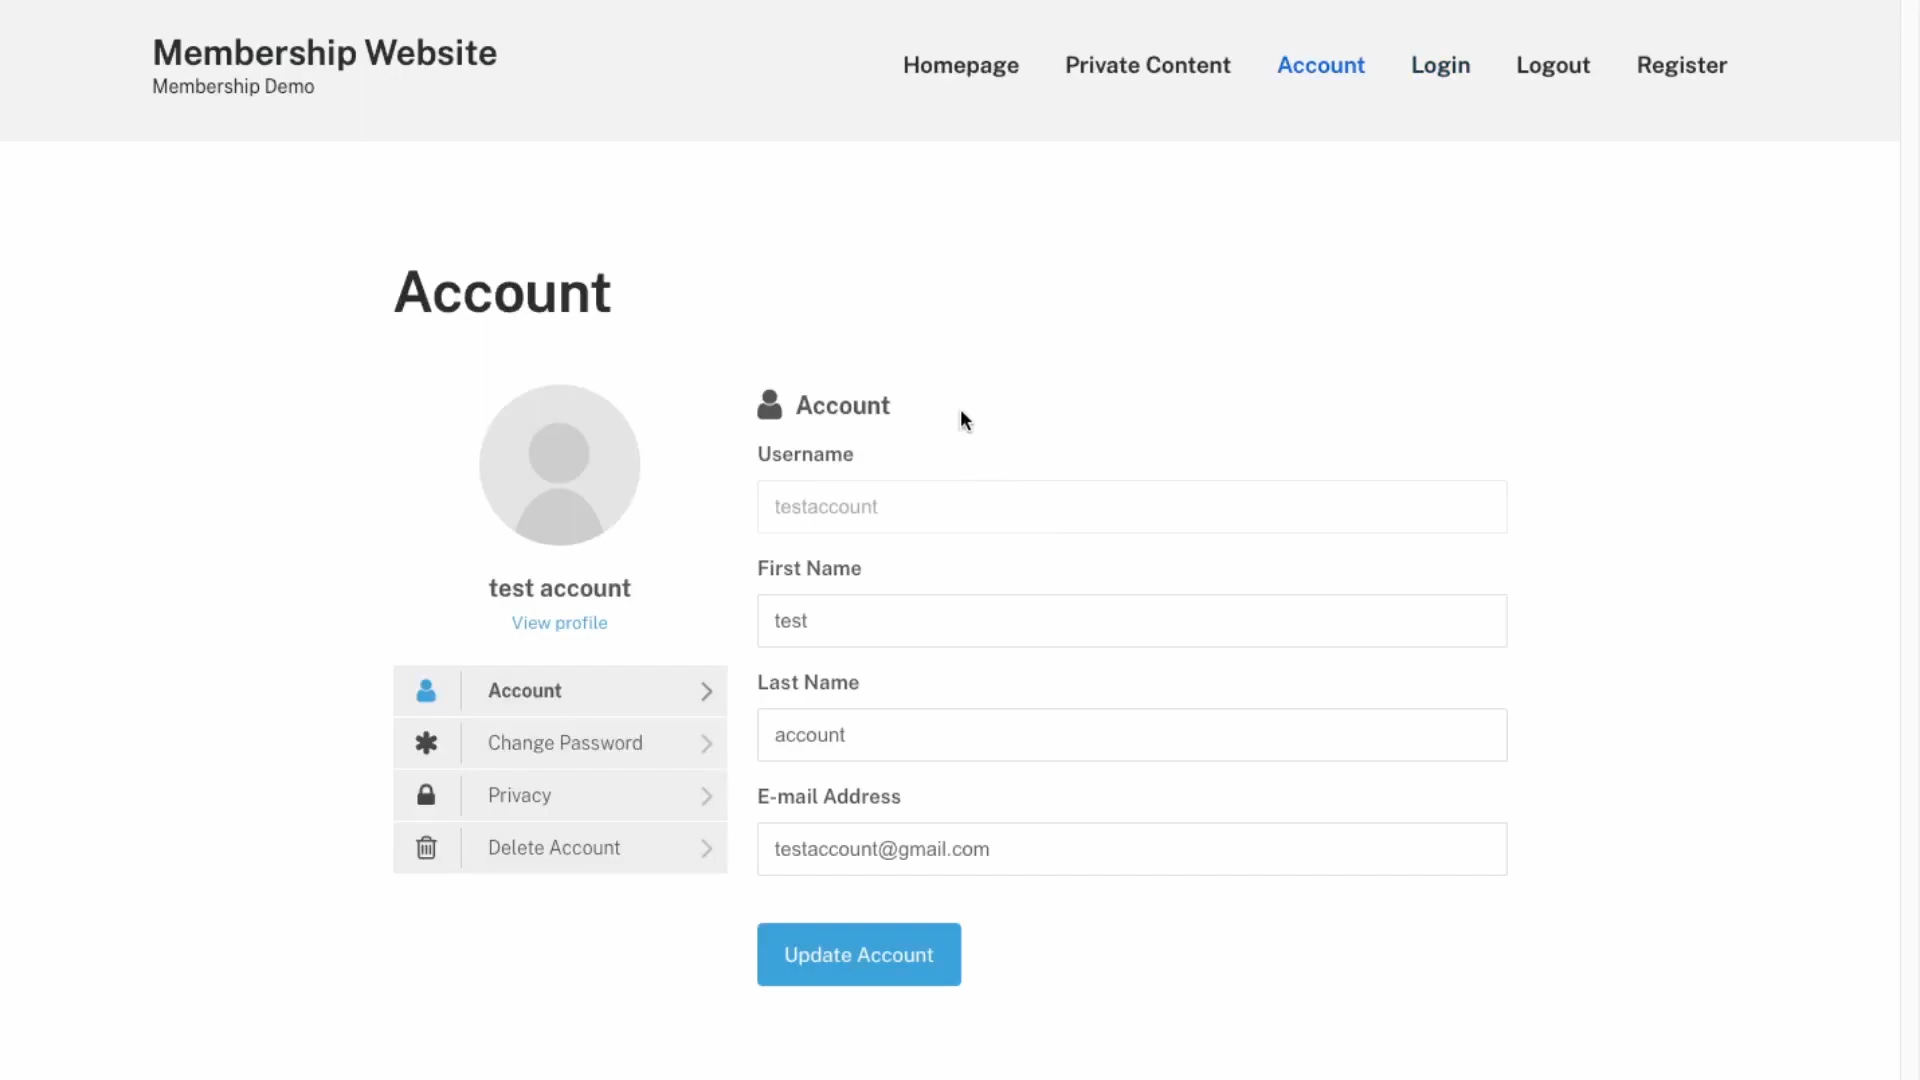 Membership Website
Membership Demo
Homepage Private Content Account Login Logout Register
Account
test account
View profile
Account
Change Password
Privacy
Delete Account
Account
Username
testaccount
First Name
test
Last Name
account
E-mail Address
testaccount@gmail.com
Update Account